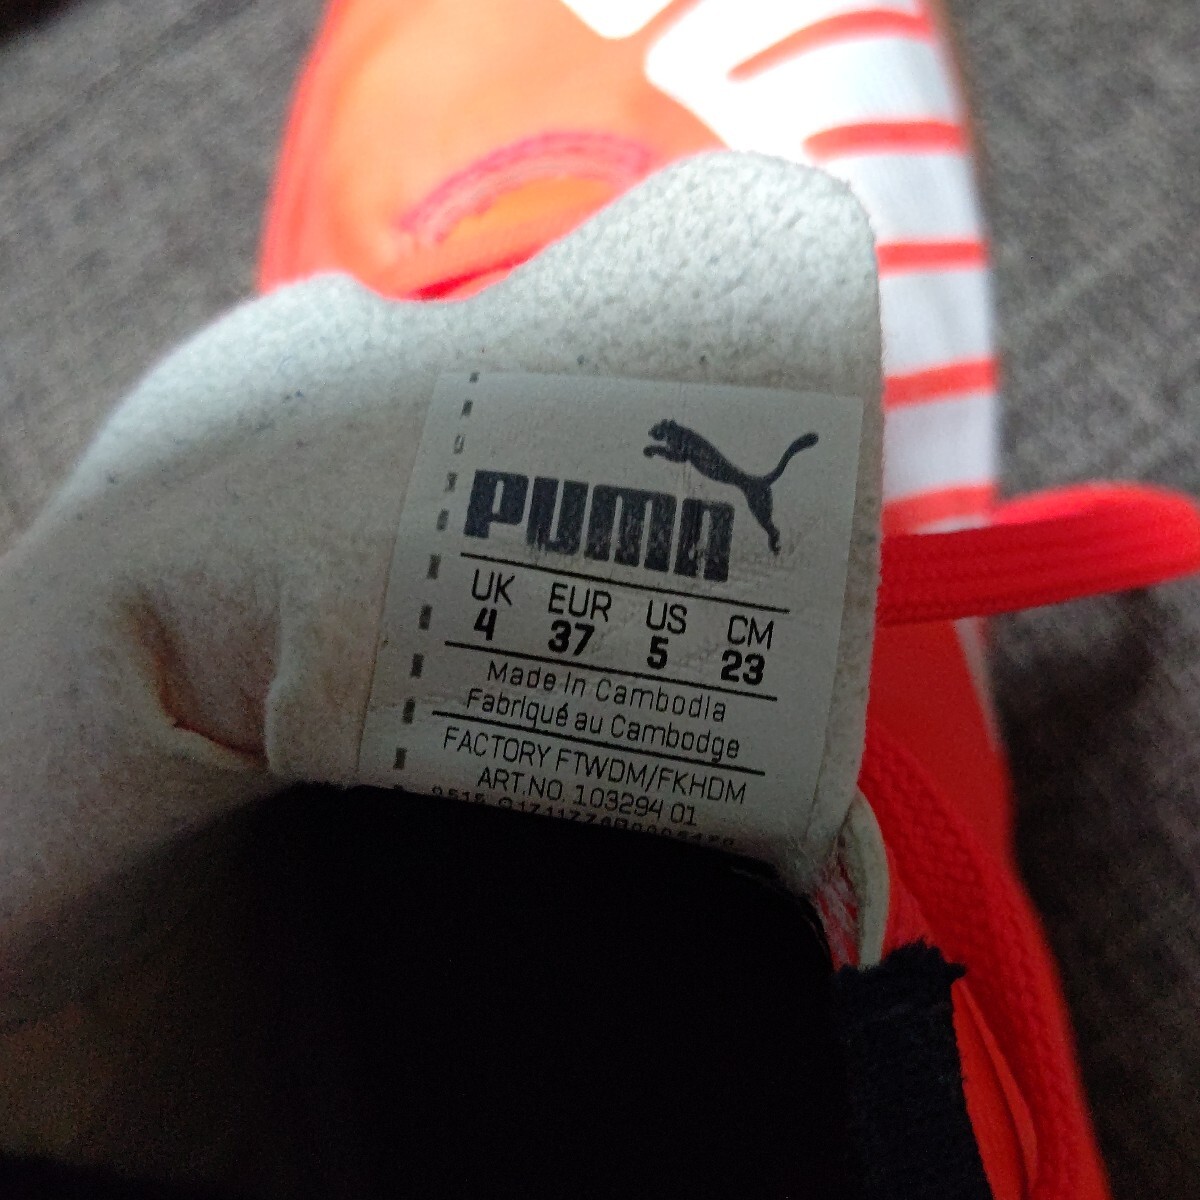 PUMA
UK EUR US CM
4 37 5 23
Made In Cambodia
Fabriqué au Cambodge
FACTORY FTWDM/FKHDM
ART.NO. 103294 01